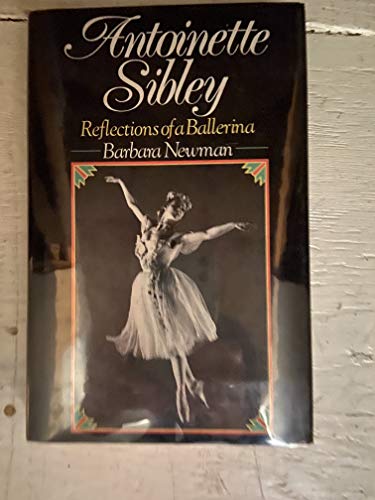 Antoinette
Sibley
Reflections of a Ballerina
Barbara Newman